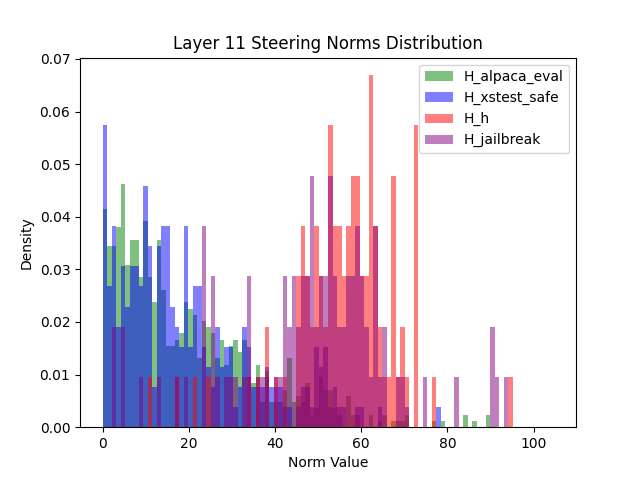 Layer 11 Steering Norms Distribution
0.07
0.06
0.05
0.04
0.03
0.02
0.01
0.00
Density
0
20
40
60
80
100
Norm Value
H_alpaca_eval
H_xstest_safe
H_h
H_jailbreak